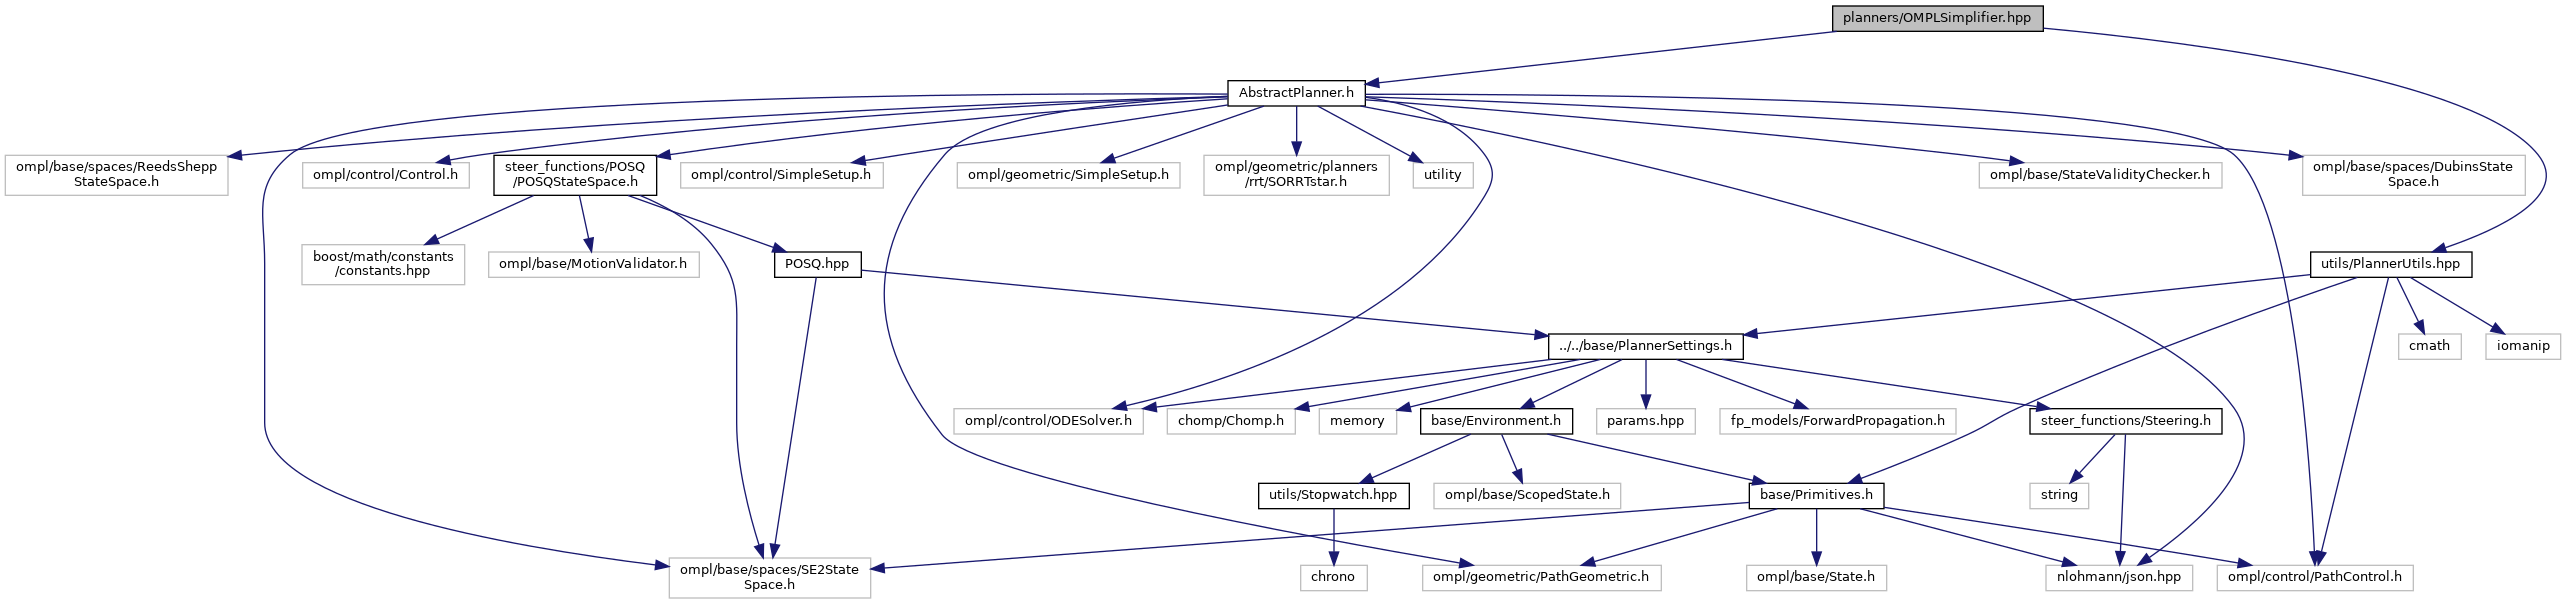 planners/OMPLSimplifier.hpp
AbstractPlanner.h
ompl/base/spaces/ReedsShepp
StateSpace.h
ompl/control/Control.h
steer_functions/POSQ
/POSQStateSpace.h
ompl/control/SimpleSetup.h
ompl/geometric/SimpleSetup.h
ompl/geometric/planners
/rrt/SORRTstar.h
utility
ompl/base/StateValidityChecker.h
ompl/base/spaces/DubinsState
Space.h
boost/math/constants
/constants.hpp
ompl/base/MotionValidator.h
POSQ.hpp
utils/PlannerUtils.hpp
../../base/PlannerSettings.h
cmath
iomanip
ompl/control/ODESolver.h
chomp/Chomp.h
memory
base/Environment.h
params.hpp
fp_models/ForwardPropagation.h
steer_functions/Steering.h
utils/Stopwatch.hpp
ompl/base/ScopedState.h
base/Primitives.h
string
ompl/base/spaces/SE2State
Space.h
chrono
ompl/geometric/PathGeometric.h
ompl/base/State.h
nlohmann/json.hpp
ompl/control/PathControl.h